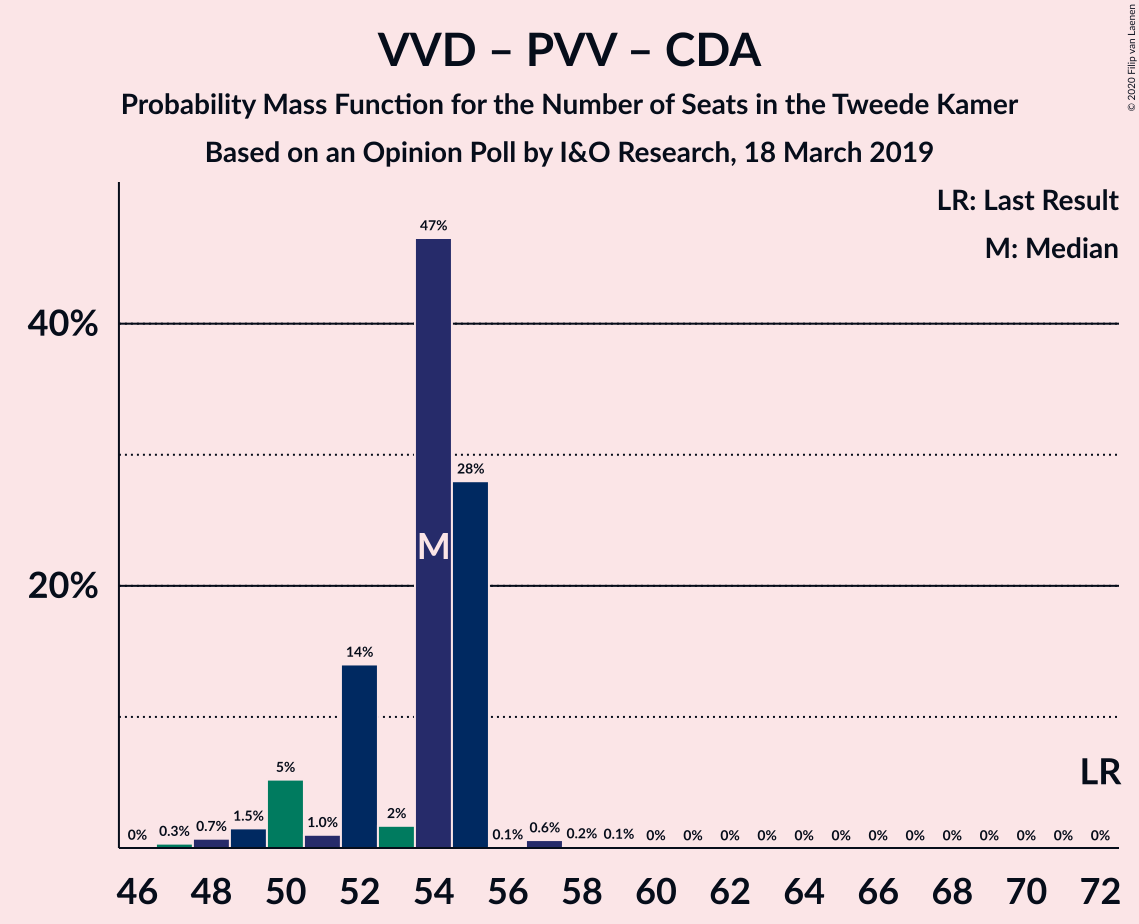 VVD – PVV – CDA
Probability Mass Function for the Number of Seats in the Tweede Kamer
Based on an Opinion Poll by I&O Research, 18 March 2019
© 2020 Filip van Laenen
LR: Last Result
M: Median
40%
20%
0% 0.3% 0.7% 1.5% 5% 1.0% 14% 2% 47% 28% 0.1% 0.6% 0.2% 0.1% 0% 0% 0% 0% 0% 0% 0% 0% 0% 0% 0% 0% 0%
M
LR
46 48 50 52 54 56 58 60 62 64 66 68 70 72